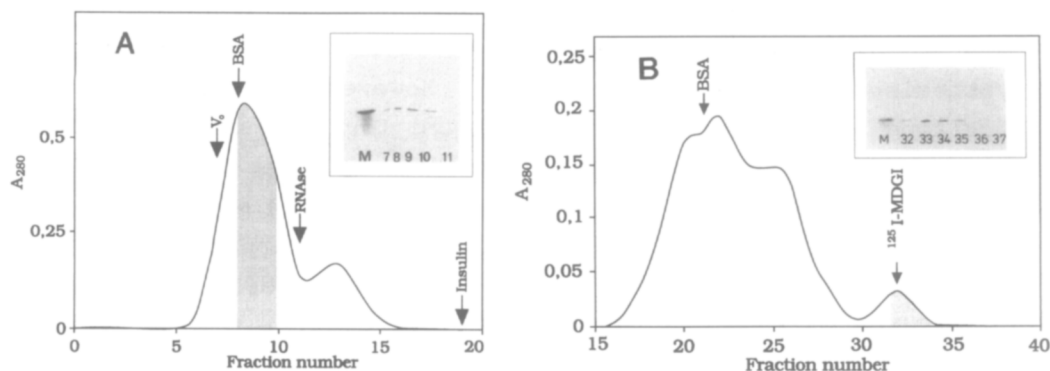 A
BSA
V₀
RNAse
Insulin
M 7 8 9 10 11
A280
0,5
0,25
0
0 5 10 15 20
Fraction number
B
BSA
125 I-MDGI
M 32 33 34 35 36 37
A280
0,25
0,2
0,15
0,1
0,05
0
15 20 25 30 35 40
Fraction number